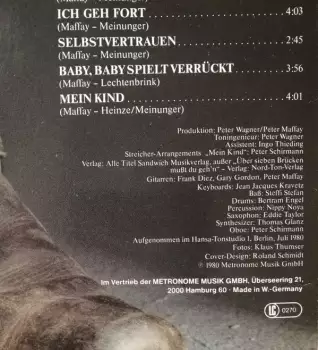 (Maffay – Meininger)
ICH GEH FORT 4:03
(Maffay – Meinunger)
SELBSTVERTRAUEN 2:45
(Maffay – Meinunger)
BABY, BABY SPIELT VERRÜCKT 3:56
(Maffay – Lechtenbrink)
MEIN KIND 4:01
(Maffay – Heinze/Meinunger)
Produktion: Peter Wagner/Peter Maffay
Toningenieur: Peter Wagner
Assistent: Ingo Thieding
Streicher-Arrangements „Mein Kind“: Peter Schirmann
Verlag: Alle Titel Sandwich Musikverlag, außer „Über sieben Brücken
mußt du geh'n“ – Verlag: Nord-Ton-Verlag
Gitarren: Frank Diez, Gary Gordon, Peter Maffay
Keyboards: Jean Jacques Kravetz
Baß: Steffi Stefan
Drums: Bertram Engel
Percussion: Nippy Noya
Saxophon: Eddie Taylor
Synthesizer: Thomas Glanz
Oboe: Peter Schirmann
Aufgenommen im Hansa-Tonstudio 1, Berlin, Juli 1980
Fotos: Klaus Thumser
Cover-Design: Roland Schmidt
℗ 1980 Metronome Musik GmbH
Im Vertrieb der METRONOME MUSIK GMBH, Überseering 21,
2000 Hamburg 60 · Made in W.-Germany
LC 0270